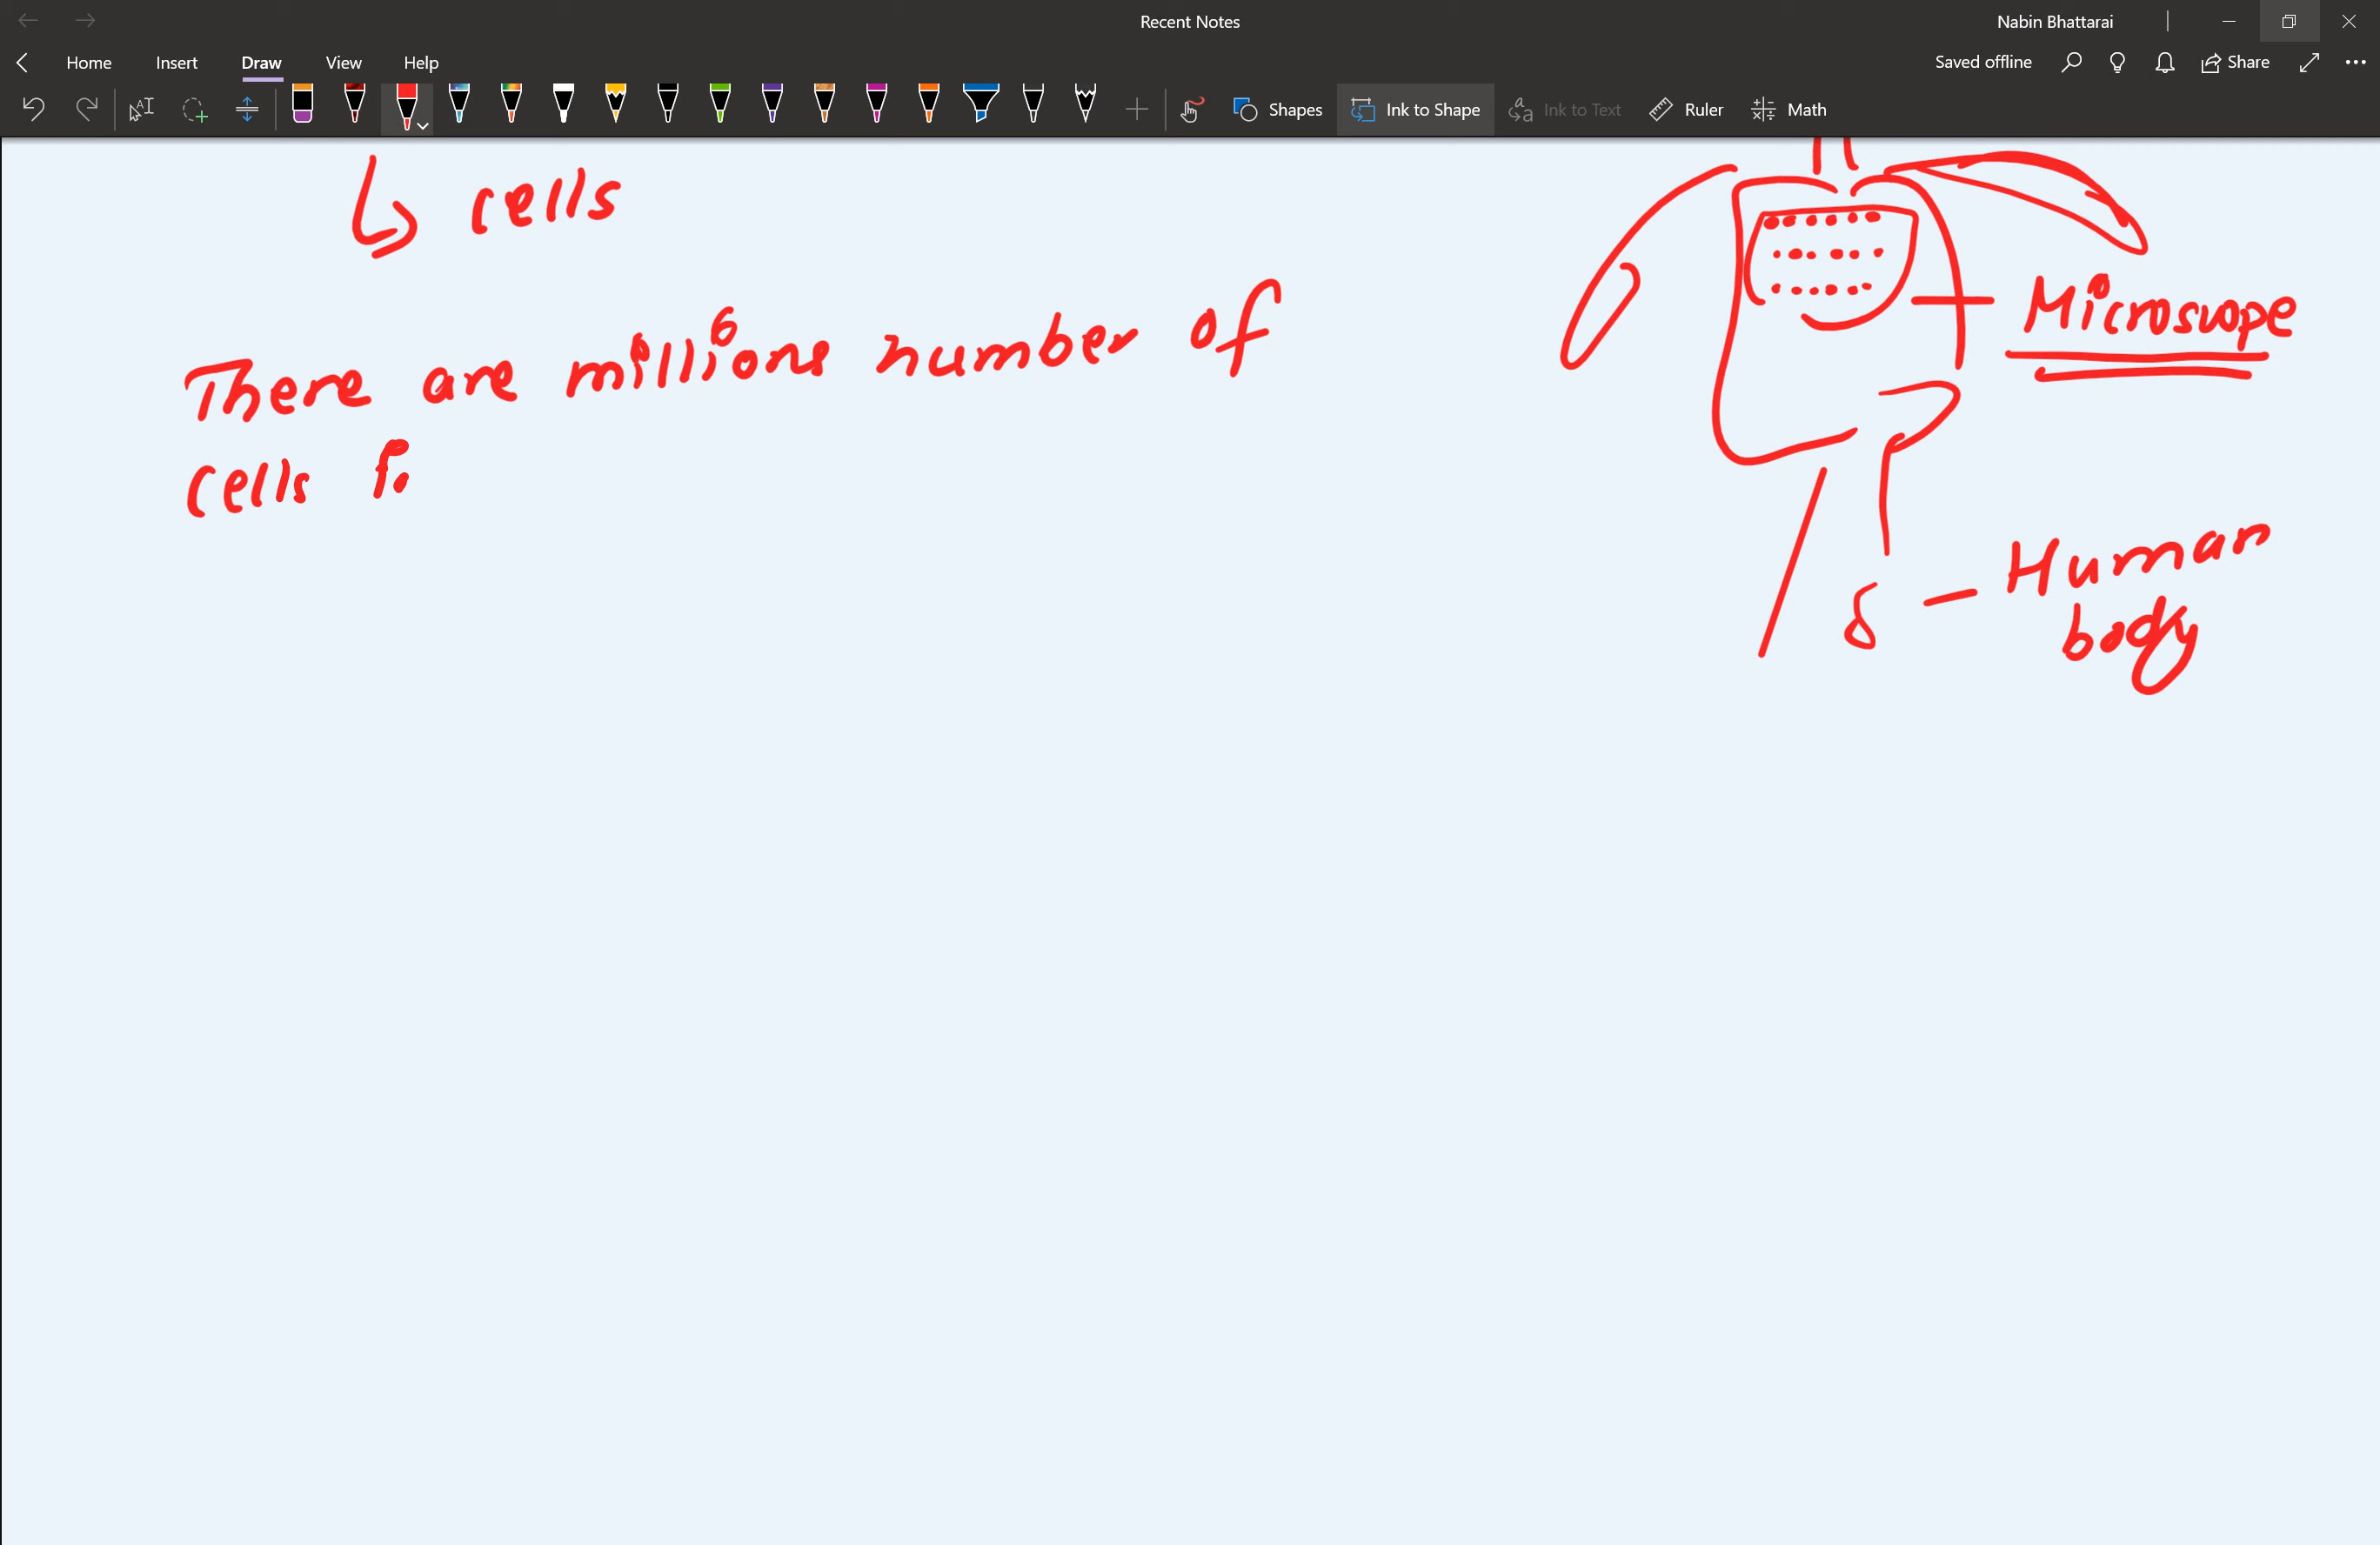 Recent Notes
Nabin Bhattarai
Home Insert Draw View Help
Saved offline
Share
Shapes
Ink to Shape
Ink to Text
Ruler
Math
cells
There are millions number of
cells i
Microsvope
Human
body